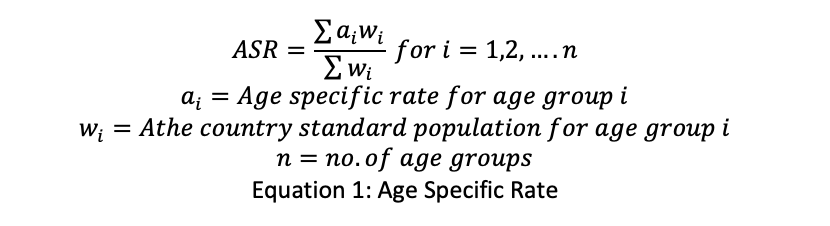 ASR = ∑ aᵢwᵢ / ∑ wᵢ for i = 1,2, .... n
aᵢ = Age specific rate for age group i
wᵢ = Athe country standard population for age group i
n = no. of age groups
Equation 1: Age Specific Rate